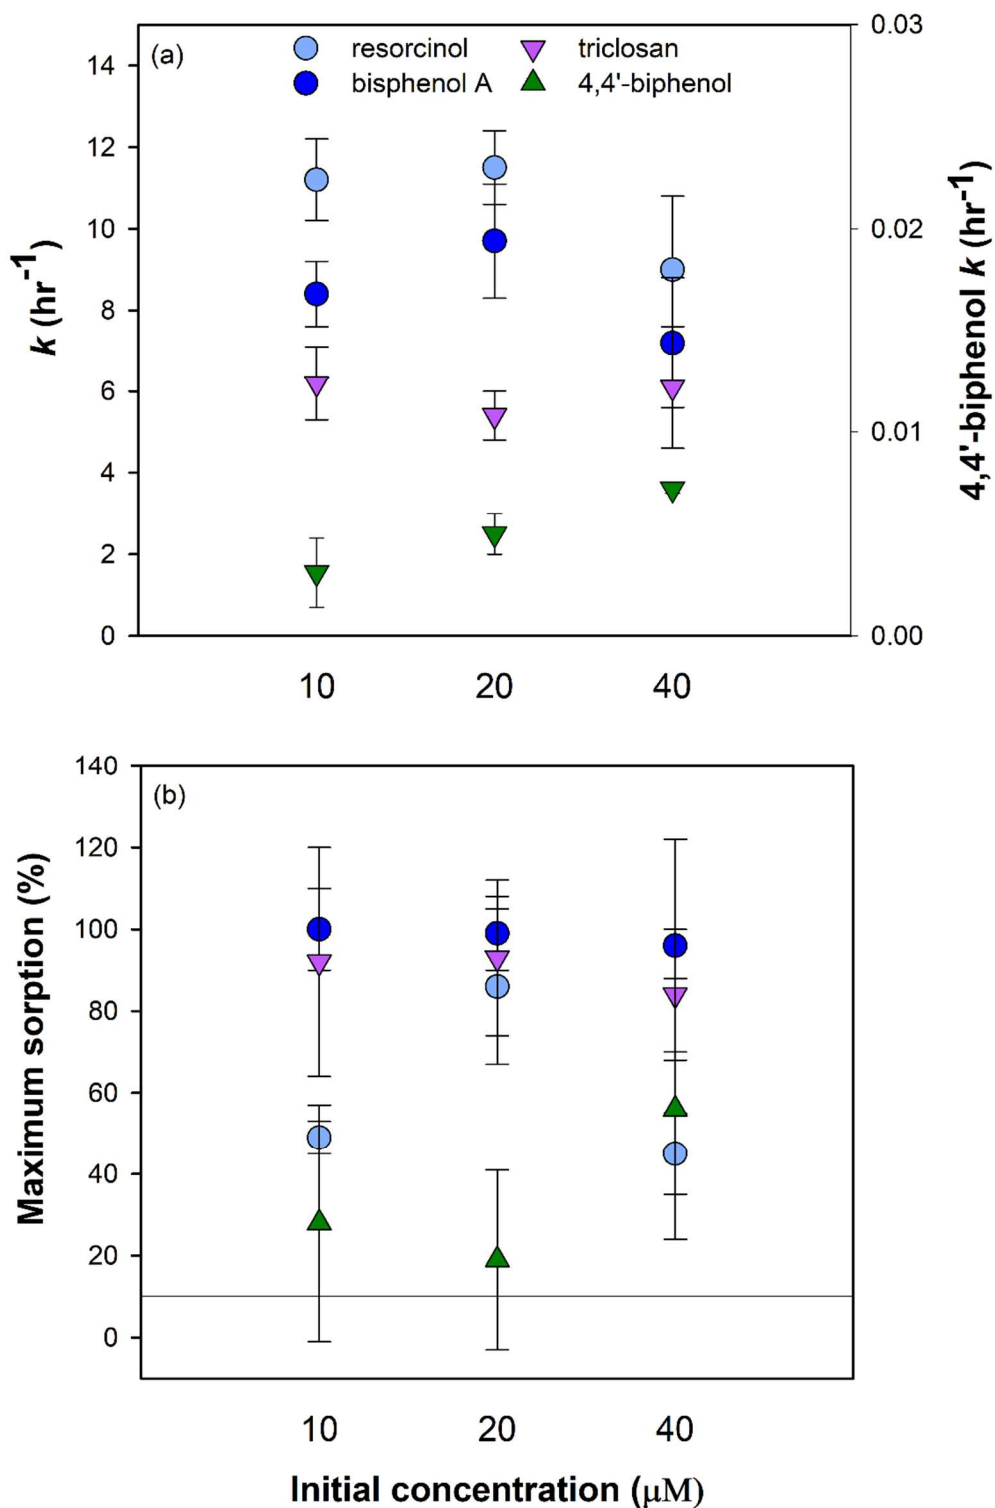 (a)
resorcinol
triclosan
bisphenol A
4,4'-biphenol
14
12
10
8
6
4
2
0
k (hr-1)
0.03
0.02
0.01
0.00
4,4'-biphenol k (hr-1)
10 20 40
(b)
140
120
100
80
60
40
20
0
Maximum sorption (%)
10 20 40
Initial concentration (μM)